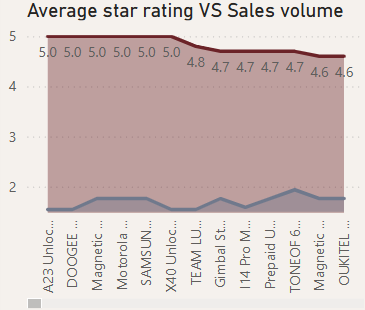 Average star rating VS Sales volume
5
5.0 5.0 5.0 5.0 5.0 5.0 4.8 4.7 4.7 4.7 4.7 4.6 4.6
4
3
2
A23 Unloc...
DOOGEE ...
Magnetic ...
Motorola ...
SAMSUN...
X40 Unloc...
TEAM LU...
Gimbal St...
I14 Pro M...
Prepaid U...
TONEOF 6...
Magnetic ...
OUKITEL ...